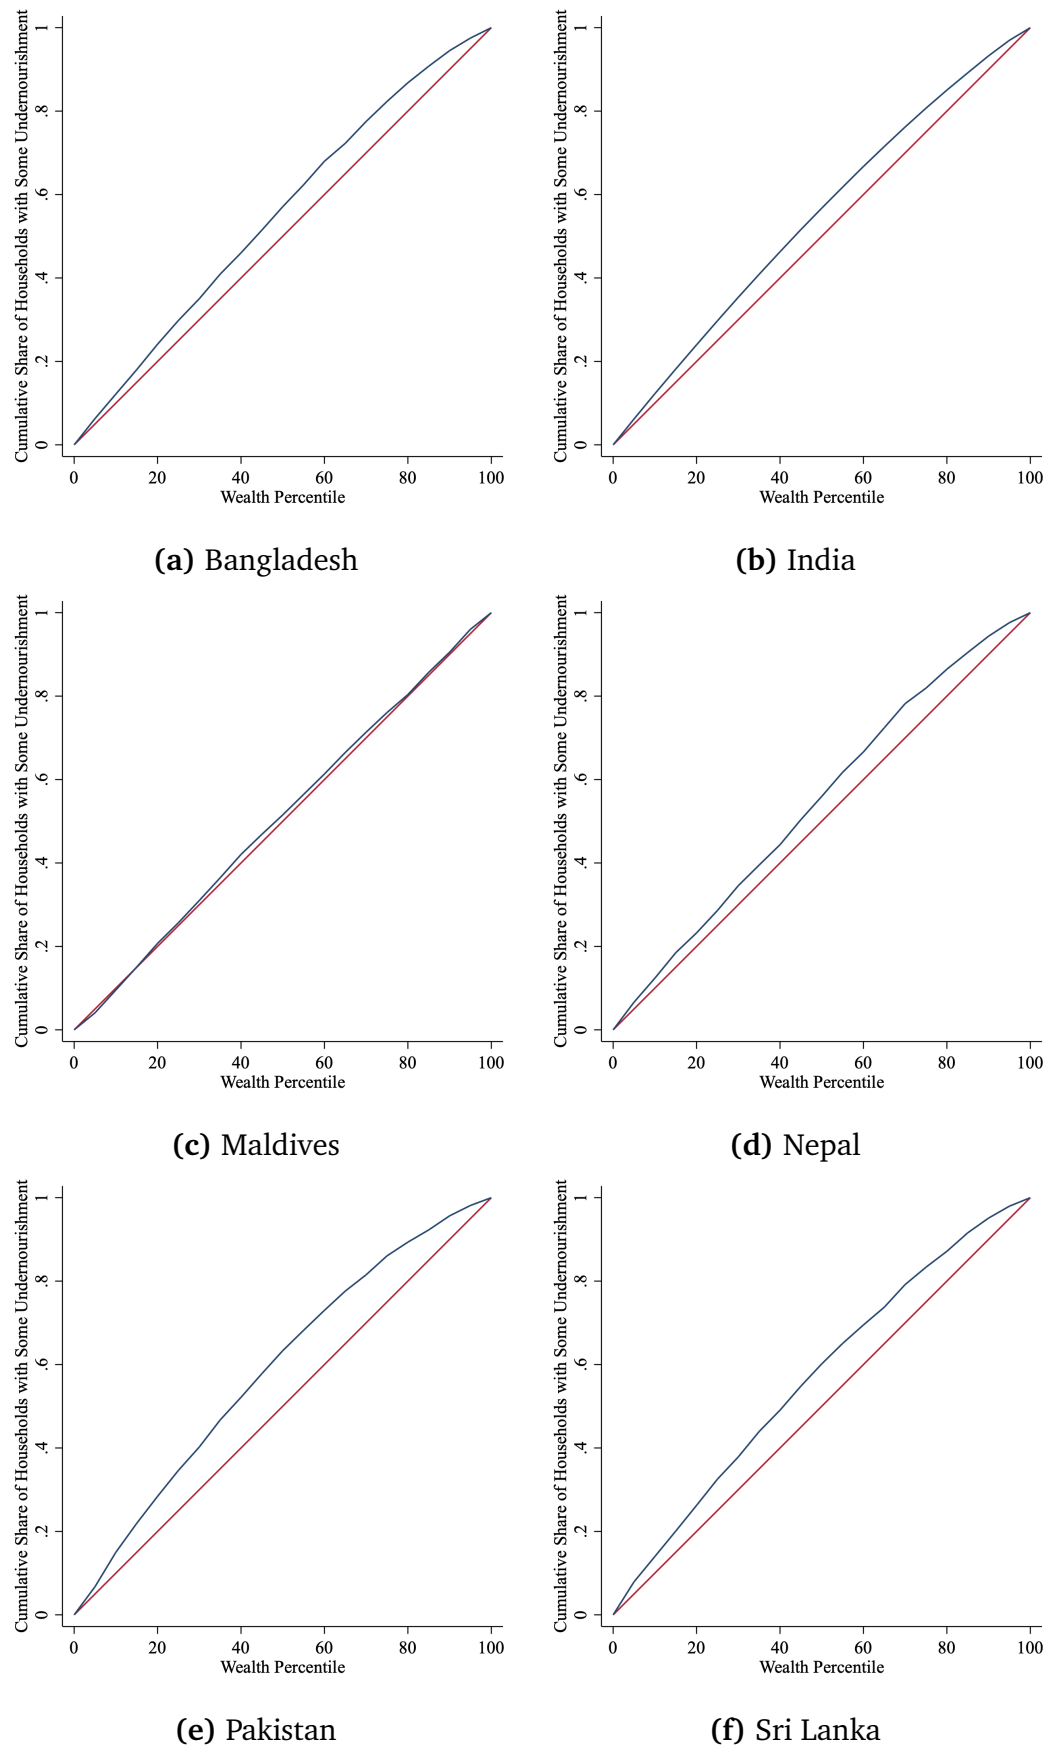 Cumulative Share of Households with Some Undernourishment
1
.8
.6
.4
.2
0
0 20 40 60 80 100
Wealth Percentile
(a) Bangladesh
Cumulative Share of Households with Some Undernourishment
1
.8
.6
.4
.2
0
0 20 40 60 80 100
Wealth Percentile
(b) India
Cumulative Share of Households with Some Undernourishment
1
.8
.6
.4
.2
0
0 20 40 60 80 100
Wealth Percentile
(c) Maldives
Cumulative Share of Households with Some Undernourishment
1
.8
.6
.4
.2
0
0 20 40 60 80 100
Wealth Percentile
(d) Nepal
Cumulative Share of Households with Some Undernourishment
1
.8
.6
.4
.2
0
0 20 40 60 80 100
Wealth Percentile
(e) Pakistan
Cumulative Share of Households with Some Undernourishment
1
.8
.6
.4
.2
0
0 20 40 60 80 100
Wealth Percentile
(f) Sri Lanka